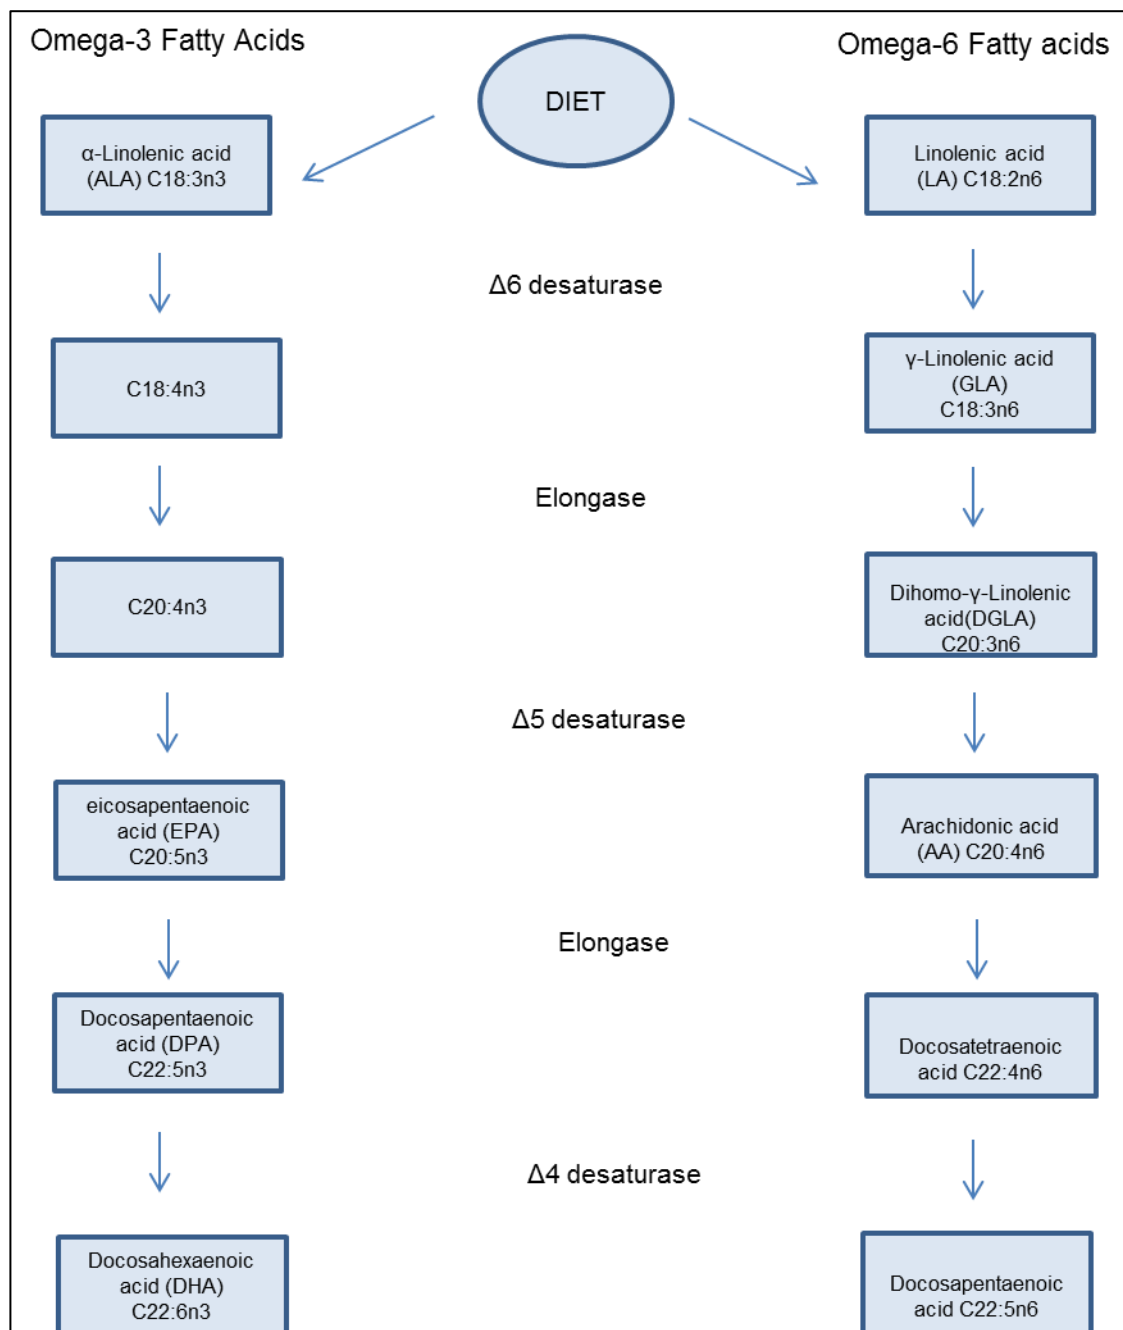 Omega-3 Fatty Acids
DIET
Omega-6 Fatty acids
α-Linolenic acid
(ALA) C18:3n3
Linolenic acid
(LA) C18:2n6
Δ6 desaturase
C18:4n3
γ-Linolenic acid
(GLA)
C18:3n6
Elongase
C20:4n3
Dihomo-γ-Linolenic
acid(DGLA)
C20:3n6
Δ5 desaturase
eicosapentaenoic
acid (EPA)
C20:5n3
Arachidonic acid
(AA) C20:4n6
Elongase
Docosapentaenoic
acid (DPA)
C22:5n3
Docosatetraenoic
acid C22:4n6
Δ4 desaturase
Docosahexaenoic
acid (DHA)
C22:6n3
Docosapentaenoic
acid C22:5n6